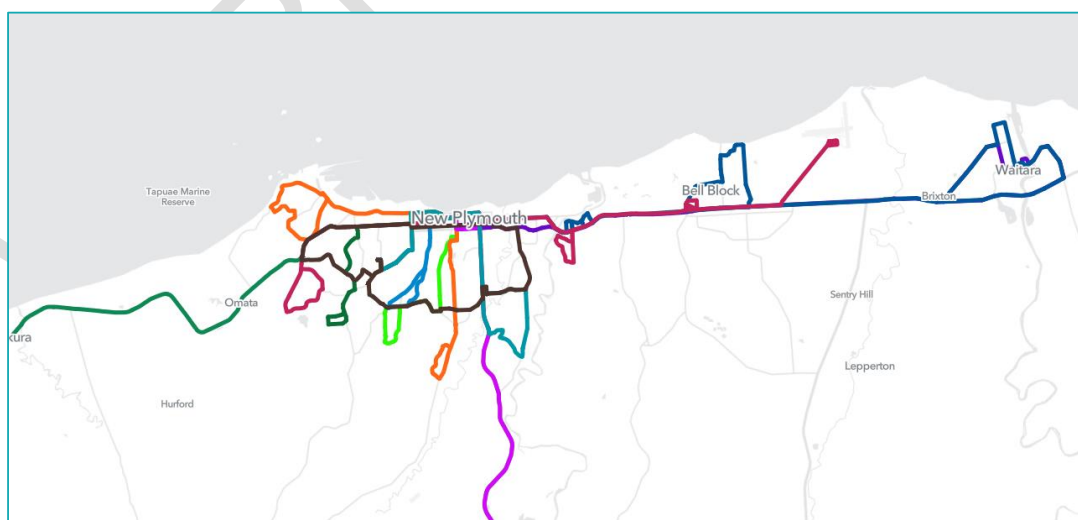 Tapuae Marine
Reserve
New Plymouth
Bell Block
Waitara
Brixton
Omata
Sentry Hill
kura
Lepperton
Hurford